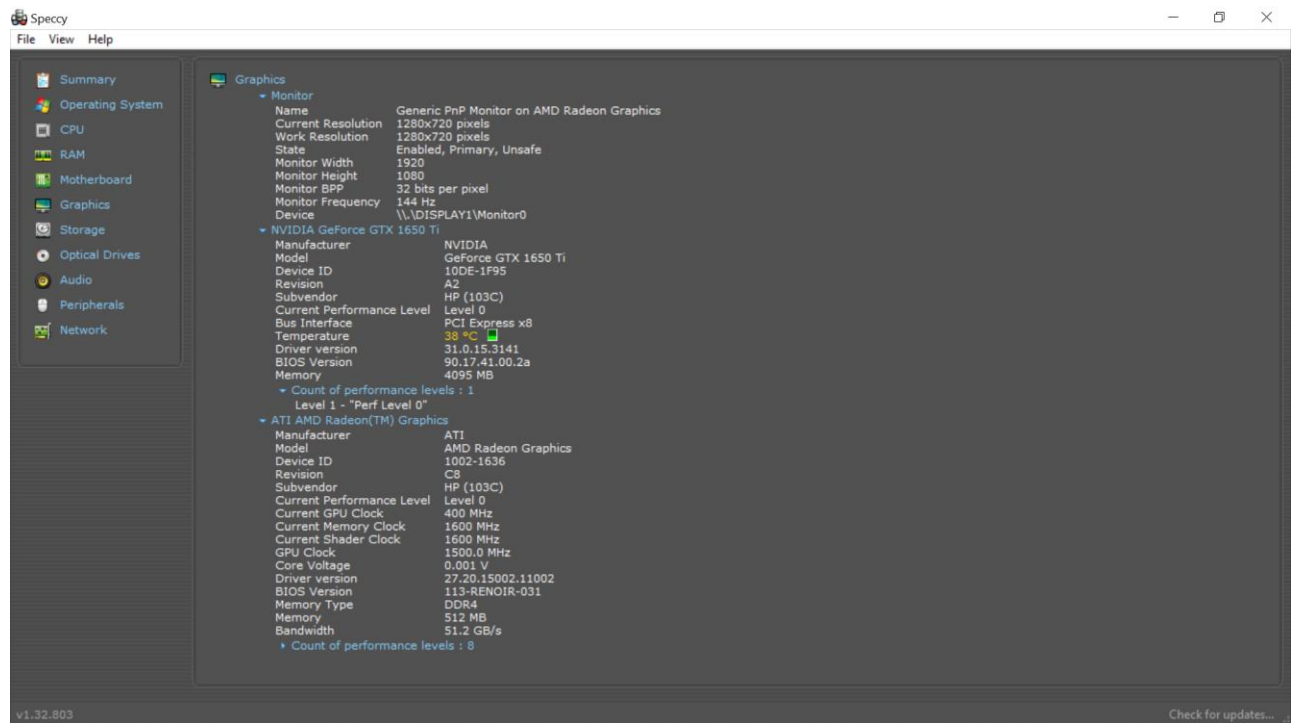 Speccy
File View Help
Summary
Operating System
CPU
RAM
Motherboard
Graphics
Storage
Optical Drives
Audio
Peripherals
Network
Graphics
Monitor
Name Generic PnP Monitor on AMD Radeon Graphics
Current Resolution 1280x720 pixels
Work Resolution 1280x720 pixels
State Enabled, Primary, Unsafe
Monitor Width 1920
Monitor Height 1080
Monitor BPP 32 bits per pixel
Monitor Frequency 144 Hz
Device \\.\DISPLAY1\Monitor0
NVIDIA GeForce GTX 1650 Ti
Manufacturer NVIDIA
Model GeForce GTX 1650 Ti
Device ID 10DE-1F95
Revision A2
Subvendor HP (103C)
Current Performance Level Level 0
Bus Interface PCI Express x8
Temperature 38 °C
Driver version 31.0.15.3141
BIOS Version 90.17.41.00.2a
Memory 4095 MB
Count of performance levels : 1
Level 1 - "Perf Level 0"
ATI AMD Radeon(TM) Graphics
Manufacturer ATI
Model AMD Radeon Graphics
Device ID 1002-1636
Revision C8
Subvendor HP (103C)
Current Performance Level Level 0
Current GPU Clock 400 MHz
Current Memory Clock 1600 MHz
Current Shader Clock 1600 MHz
GPU Clock 1500.0 MHz
Core Voltage 0.001 V
Driver version 27.20.15002.11002
BIOS Version 113-RENOIR-031
Memory Type DDR4
Memory 512 MB
Bandwidth 51.2 GB/s
Count of performance levels : 8
v1.32.803
Check for updates...